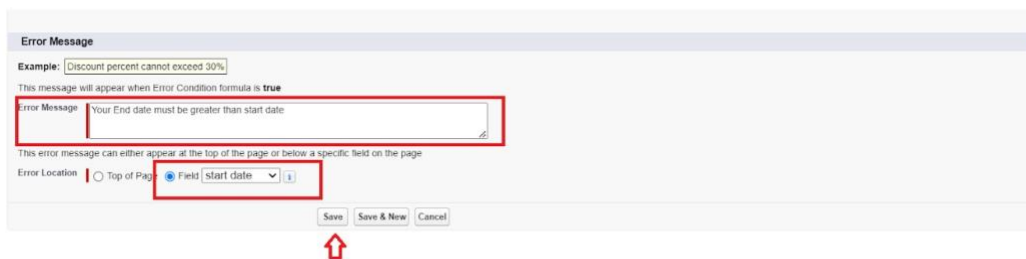 Error Message
Example: Discount percent cannot exceed 30%
This message will appear when Error Condition formula is true
Error Message Your End date must be greater than start date
This error message can either appear at the top of the page or below a specific field on the page
Error Location Top of Page Field start date i
Save Save & New Cancel